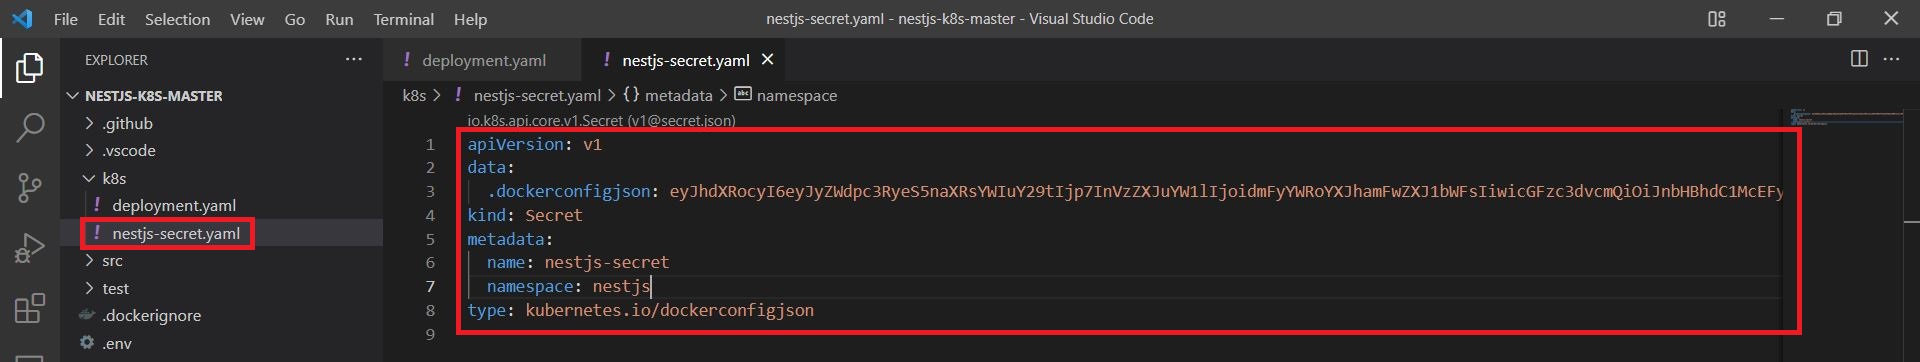 File Edit Selection View Go Run Terminal Help
nestjs-secret.yaml - nestjs-k8s-master - Visual Studio Code
EXPLORER
NESTJS-K8S-MASTER
.github
.vscode
k8s
! deployment.yaml
! nestjs-secret.yaml
src
test
.dockerignore
.env
! deployment.yaml
! nestjs-secret.yaml
k8s > ! nestjs-secret.yaml > {} metadata > abc namespace
io.k8s.api.core.v1.Secret (v1@secret.json)
1 apiVersion: v1
2 data:
3 .dockerconfigjson: eyJhdXRocyI6eyJyZWdpc3RyeS5naXRsYWIuY29tIjp7InVzZXJuYW1lIjoidmFyYWRoYXJhamFwZXJ1bWFsIiwicGFzc3dvcmQiOiJnbHBhdC1McEFy
4 kind: Secret
5 metadata:
6 name: nestjs-secret
7 namespace: nestjs
8 type: kubernetes.io/dockerconfigjson
9